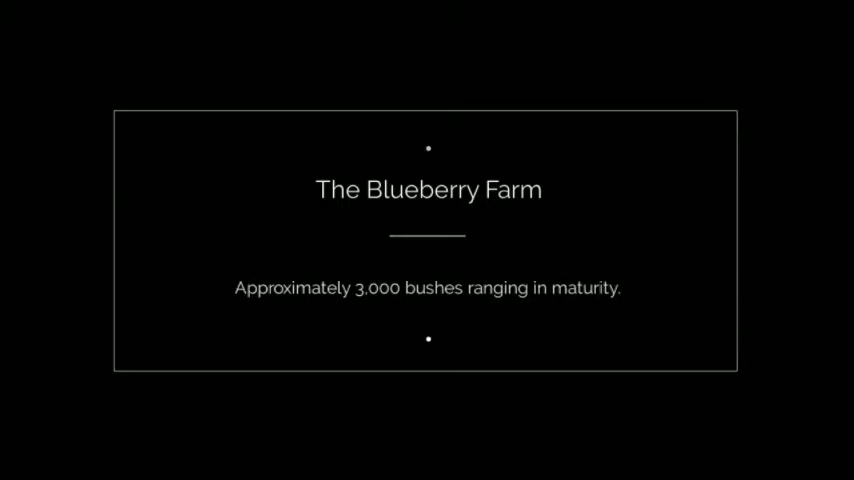 The Blueberry Farm
Approximately 3,000 bushes ranging in maturity.